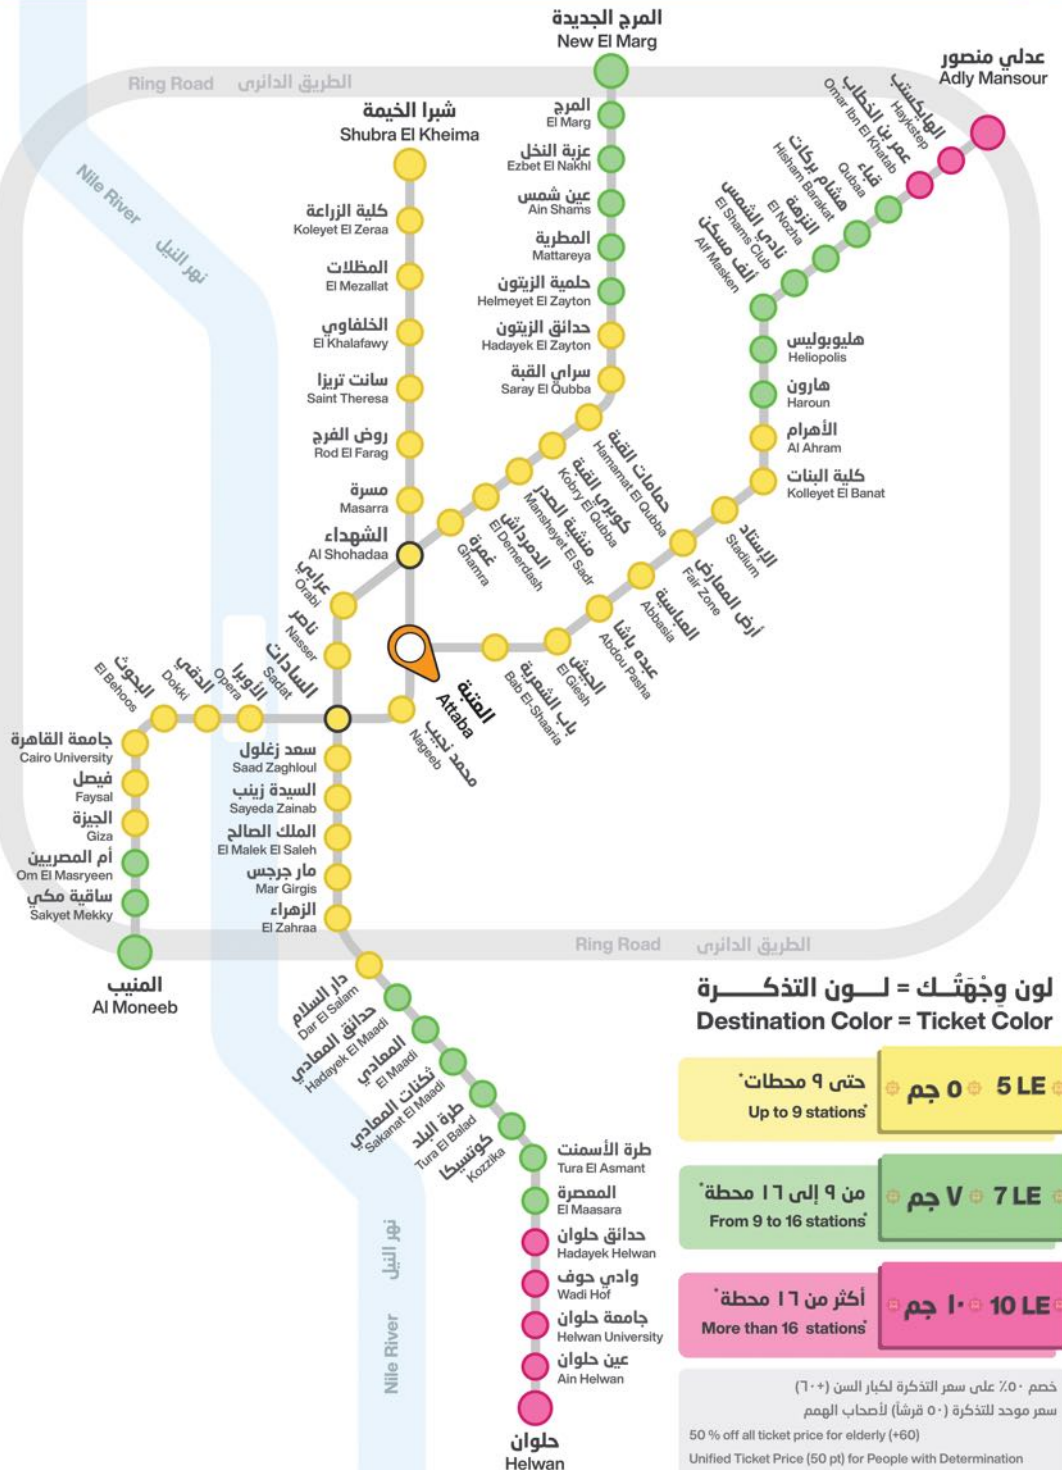 المرج الجديدة
New El Marg
عدلي منصور
Adly Mansour
Ring Road الطريق الدائرى
شبرا الخيمة
Shubra El Kheima
كلية الزراعة
Koleyet El Zeraa
المظلات
El Mezallat
الخلفاوي
El Khalafawy
سانت تريزا
Saint Theresa
روض الفرج
Rod El Farag
مسرة
Masarra
الشهداء
Al Shohadaa
المرج
El Marg
عزبة النخل
Ezbet El Nakhl
عين شمس
Ain Shams
المطرية
Mattareya
حلمية الزيتون
Helmeyet El Zayton
حدائق الزيتون
Hadayek El Zayton
سراي القبة
Saray El Qubba
حمامات القبة
Hamamat El Qubba
كوبري القبة
Kobry El Qubba
منشية الصدر
Mansheyet El Sadr
الدمرداش
El Demerdash
غمرة
Ghamra
الهايكستب
Haykstep
عمر بن الخطاب
Omar Ibn El Khatab
قباء
Qubaa
هشام بركات
Hisham Barakat
النزهة
El Nozha
نادي الشمس
El Shams Club
ألف مسكن
Alf Masken
هليوبوليس
Heliopolis
هارون
Haroun
الأهرام
Al Ahram
كلية البنات
Kolleyet El Banat
الإستاد
Stadium
أرض المعارض
Fair Zone
العباسية
Abbasia
عبده باشا
Abdou Pasha
الجيش
El Giesh
باب الشعرية
Bab El-Shaaria
العتبة
Attaba
محمد نجيب
Nageeb
عرابي
Orabi
ناصر
Nasser
السادات
Sadat
الأوبرا
Opera
الدقي
Dokki
البحوث
El Behoos
جامعة القاهرة
Cairo University
فيصل
Faysal
الجيزة
Giza
أم المصريين
Om El Masryeen
ساقية مكي
Sakyet Mekky
المنيب
Al Moneeb
سعد زغلول
Saad Zaghloul
السيدة زينب
Sayeda Zainab
الملك الصالح
El Malek El Saleh
مار جرجس
Mar Girgis
الزهراء
El Zahraa
دار السلام
Dar El Salam
حدائق المعادي
Hadayek El Maadi
المعادي
El Maadi
ثكنات المعادي
Sakanat El Maadi
طرة البلد
Tura El Balad
كوتسيكا
Kozzika
طرة الأسمنت
Tura El Asmant
المعصرة
El Maasara
حدائق حلوان
Hadayek Helwan
وادي حوف
Wadi Hof
جامعة حلوان
Helwan University
عين حلوان
Ain Helwan
حلوان
Helwan
Nile River نهر النيل
Ring Road الطريق الدائرى
Nile River نهر النيل
لون وِجْهَتُـك = لـــون التذكـــــرة
Destination Color = Ticket Color
حتى ٩ محطات*
Up to 9 stations*
٥ جم 5 LE
من ٩ إلى ١٦ محطة*
From 9 to 16 stations*
٧ جم 7 LE
أكثر من ١٦ محطة*
More than 16 stations*
١٠ جم 10 LE
خصم ٥٠٪ على سعر التذكرة لكبار السن (+٦٠)
سعر موحد للتذكرة (٥٠ قرشاً) لأصحاب الهمم
50 % off all ticket price for elderly (+60)
Unified Ticket Price (50 pt) for People with Determination